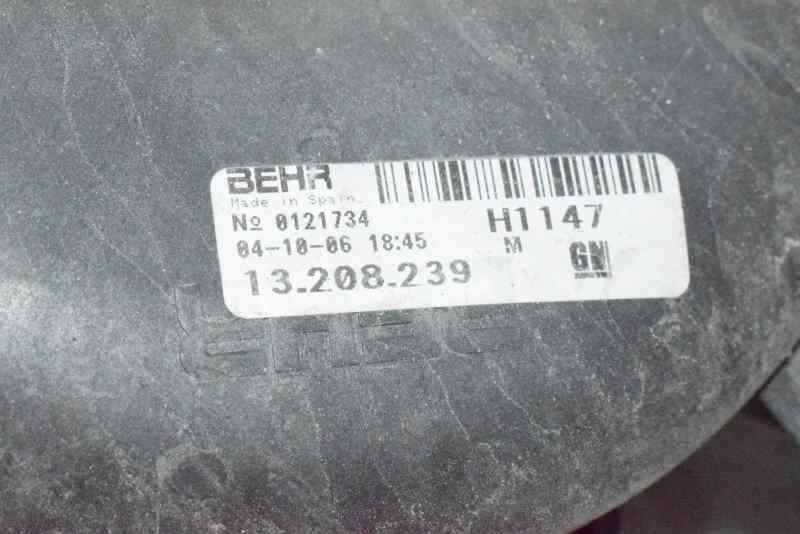 BEHR
Made in Spain.
Nº 0121734
H1147
04-10-06 18:45
M
GM
13.208.239